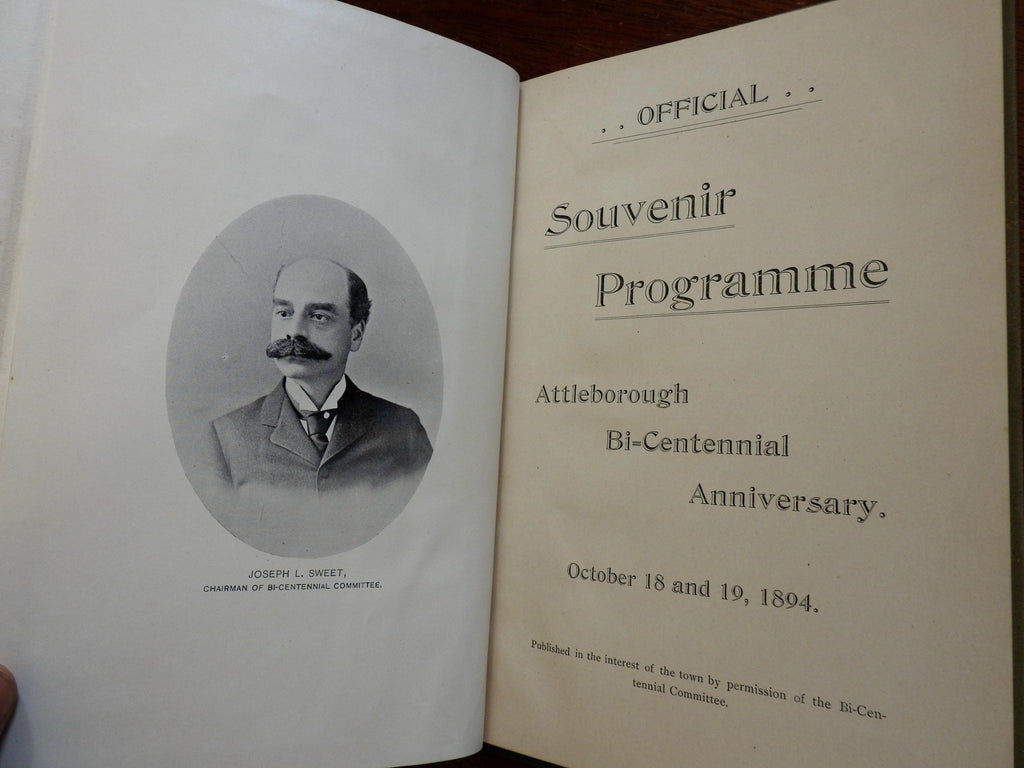 JOSEPH L. SWEET,
CHAIRMAN OF BI-CENTENNIAL COMMITTEE.
. . OFFICIAL . .
Souvenir
Programme
Attleborough
Bi-Centennial
Anniversary.
October 18 and 19, 1894.
Published in the interest of the town by permission of the Bi-Cen-
tennial Committee.